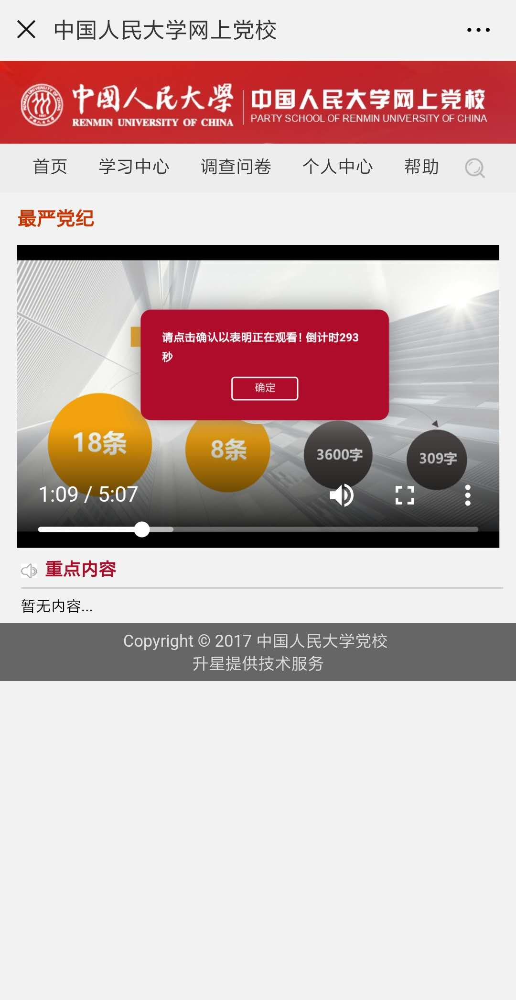 中国人民大学网上党校
中國人民大學
RENMIN UNIVERSITY OF CHINA
中国人民大学网上党校
PARTY SCHOOL OF RENMIN UNIVERSITY OF CHINA
首页 学习中心 调查问卷 个人中心 帮助
最严党纪
请点击确认以表明正在观看！倒计时293
秒
确定
18条 8条 3600字 309字
1:09 / 5:07
重点内容
暂无内容...
Copyright © 2017 中国人民大学党校
升星提供技术服务